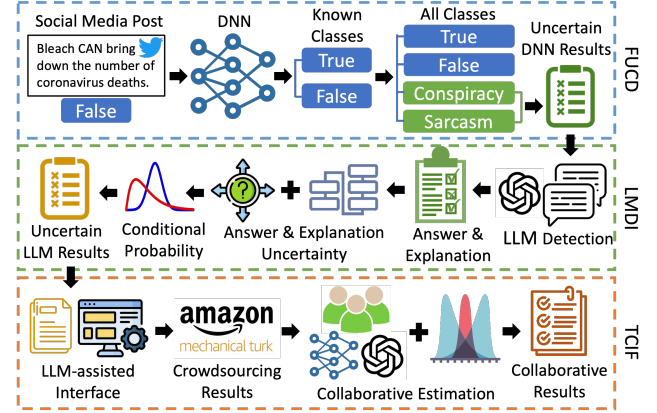 Social Media Post
Bleach CAN bring
down the number of
coronavirus deaths.
False
DNN
Known
Classes
True
False
All Classes
True
False
Conspiracy
Sarcasm
Uncertain
DNN Results
FUCD
LLM Detection
Answer &
Explanation
?
Answer & Explanation
Uncertainty
Conditional
Probability
Uncertain
LLM Results
LMDI
LLM-assisted
Interface
amazon
mechanical turk
Crowdsourcing
Results
Collaborative Estimation
Collaborative
Results
TCIF